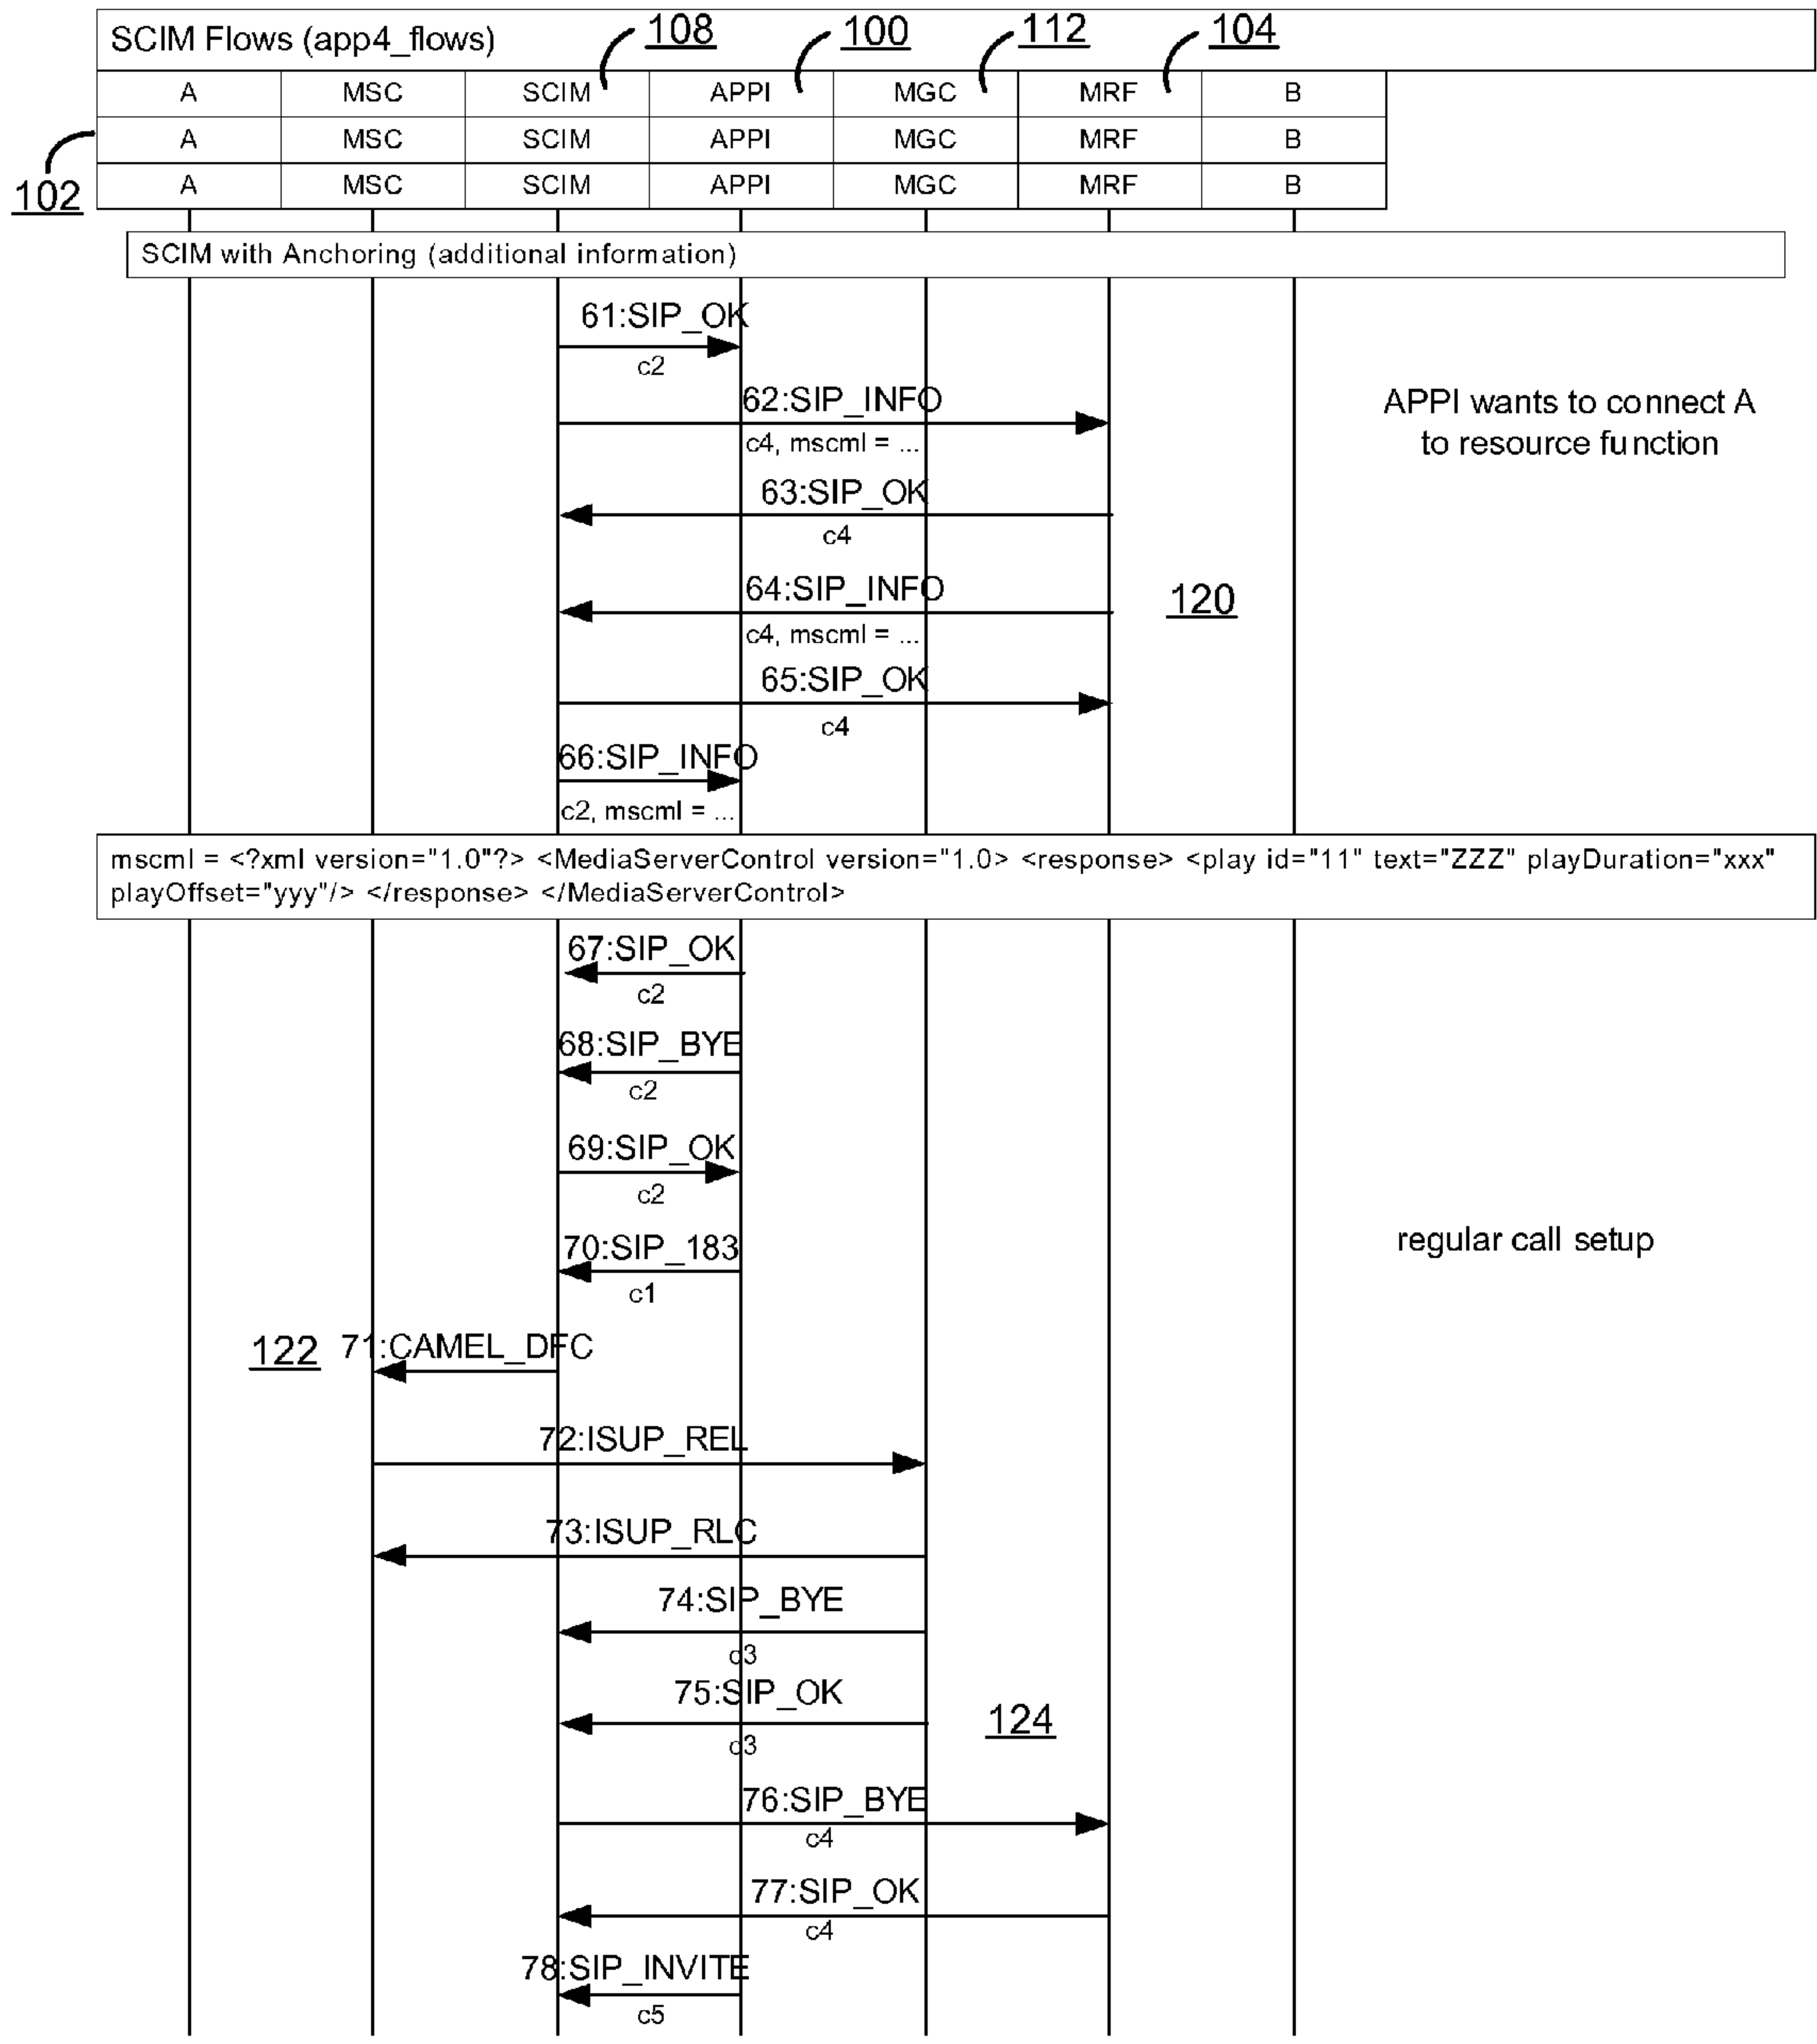 SCIM Flows (app4_flows)
108
100
112
104
A MSC SCIM APPI MGC MRF B
A MSC SCIM APPI MGC MRF B
102
A MSC SCIM APPI MGC MRF B
SCIM with Anchoring (additional information)
61:SIP_OK
c2
62:SIP_INFO
c4, mscml = ...
APPI wants to connect A
to resource function
63:SIP_OK
c4
64:SIP_INFO
c4, mscml = ...
120
65:SIP_OK
c4
66:SIP_INFO
c2, mscml = ...
mscml = <?xml version="1.0"?> <MediaServerControl version="1.0> <response> <play id="11" text="ZZZ" playDuration="xxx"
playOffset="yyy"/> </response> </MediaServerControl>
67:SIP_OK
c2
68:SIP_BYE
c2
69:SIP_OK
c2
70:SIP_183
c1
regular call setup
122
71:CAMEL_DFC
72:ISUP_REL
73:ISUP_RLC
74:SIP_BYE
c3
75:SIP_OK
c3
124
76:SIP_BYE
c4
77:SIP_OK
c4
78:SIP_INVITE
c5